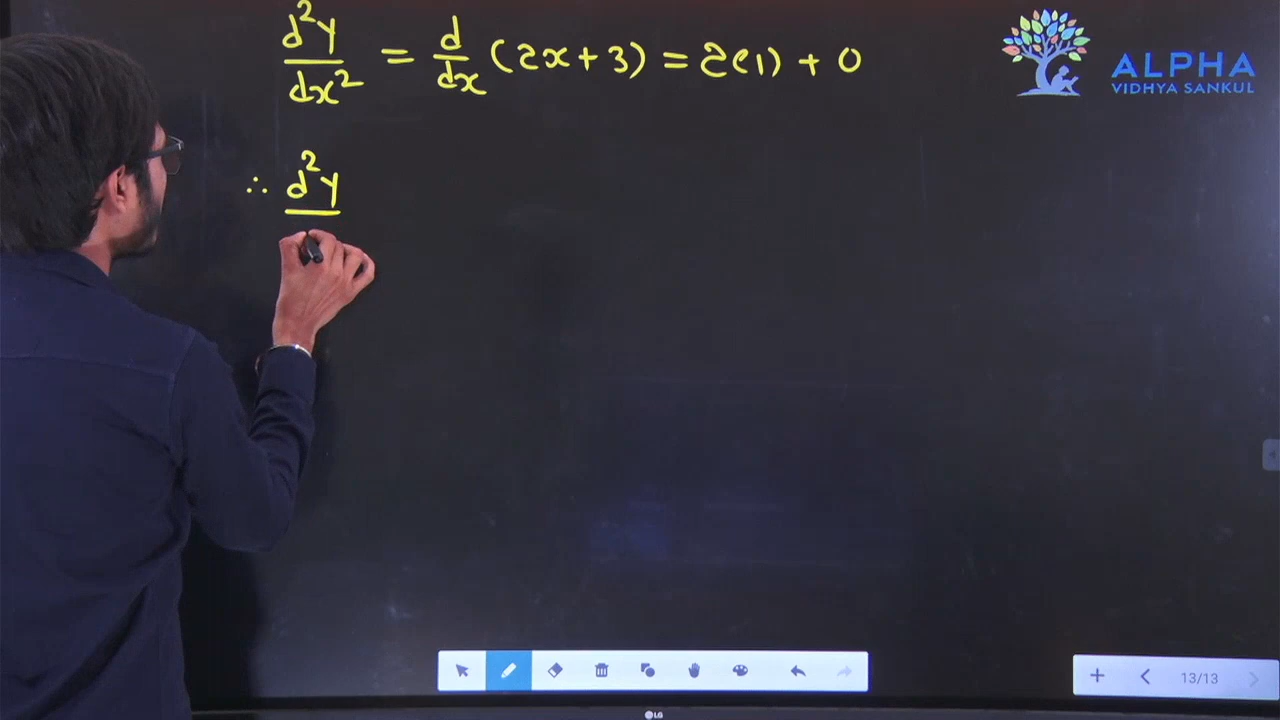 d²y/dx² = d/dx (2x + 3) = 2(1) + 0
∴ d²y
ALPHA
VIDHYA SANKUL
13/13
LG